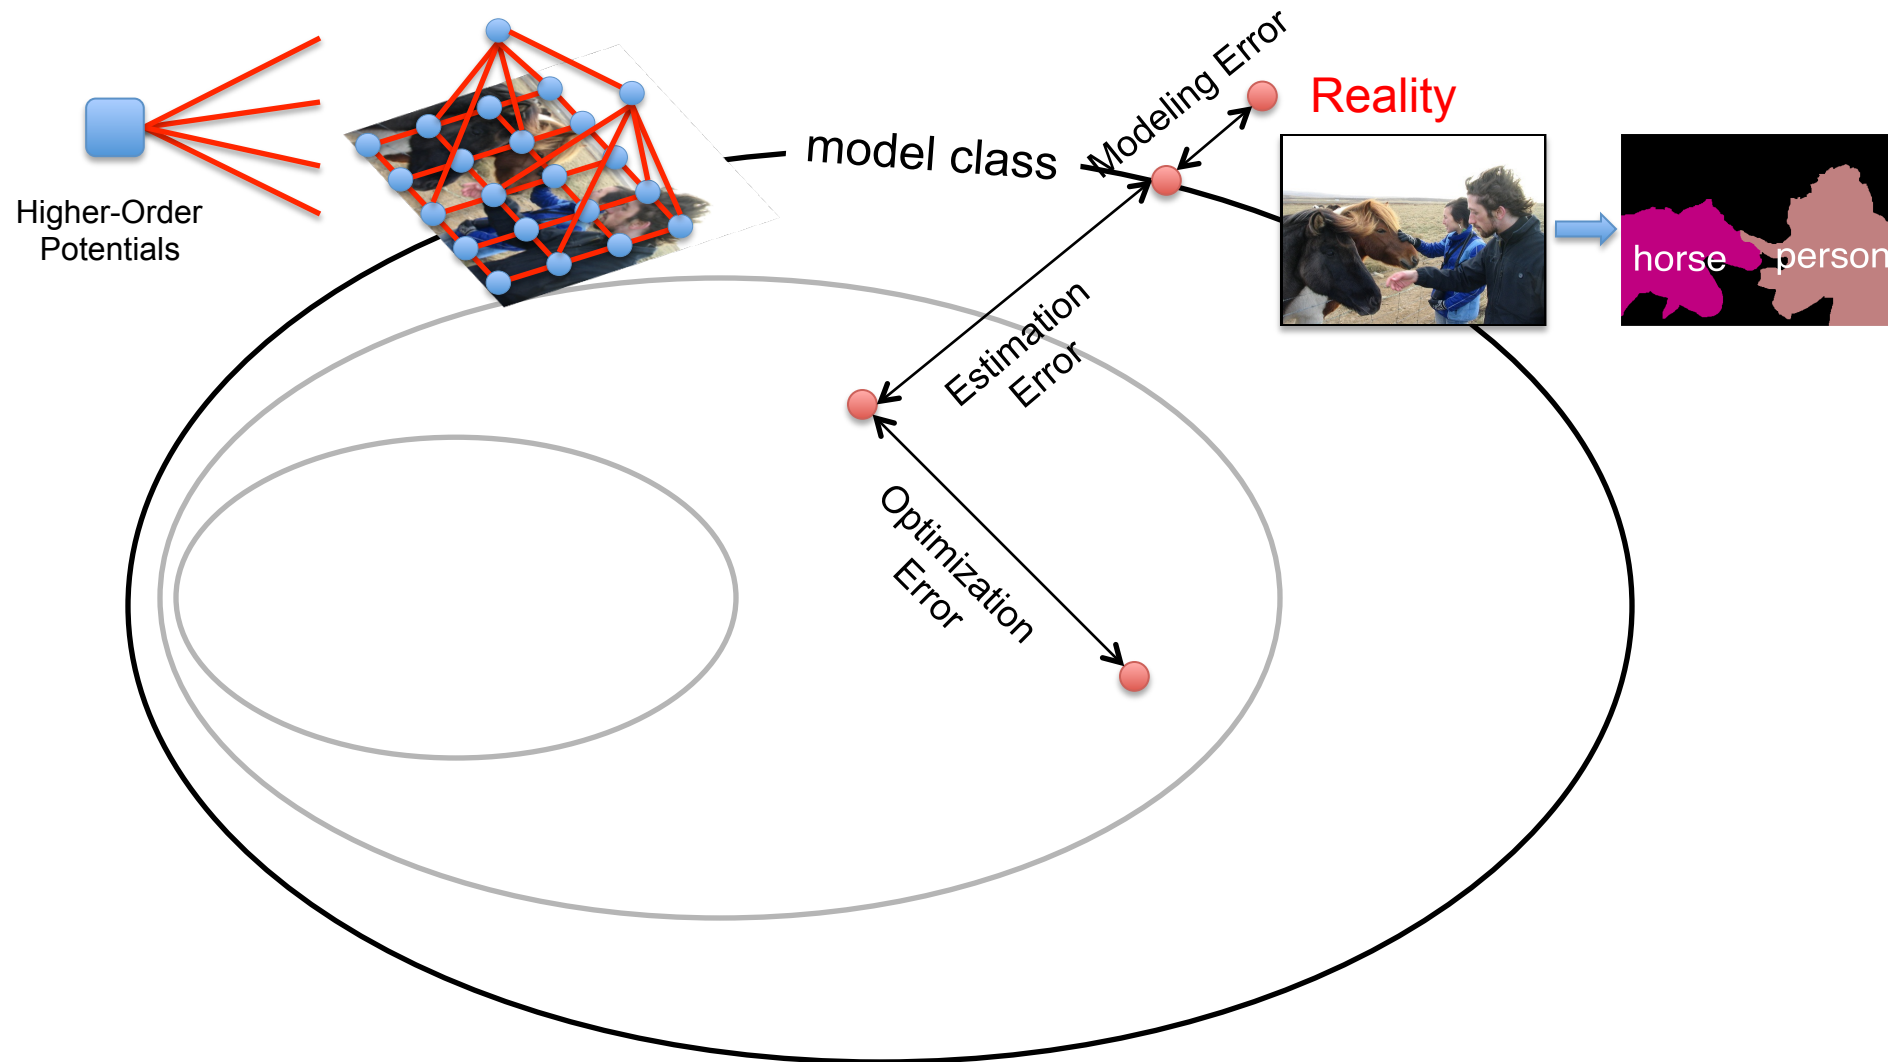 Higher-Order
Potentials
model class
Modeling Error
Reality
horse
person
Estimation
Error
Optimization
Error